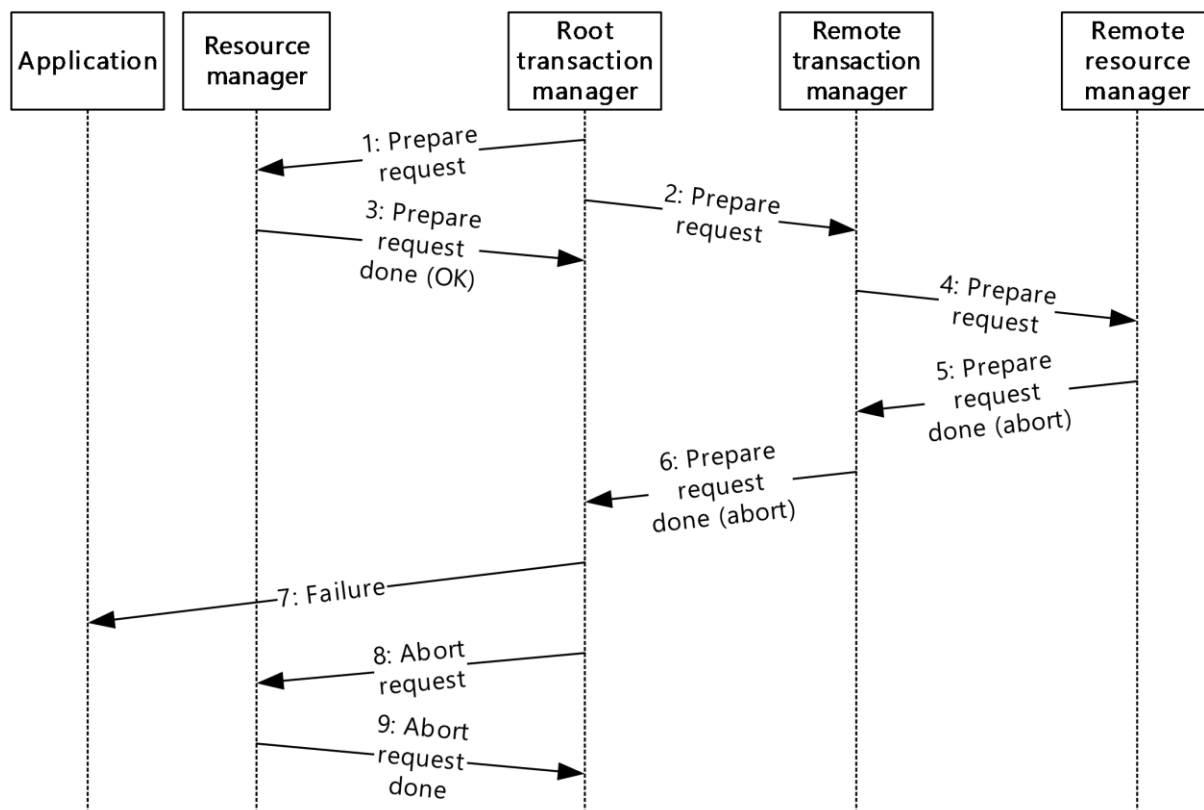 Application
Resource
manager
Root
transaction
manager
Remote
transaction
manager
Remote
resource
manager
1: Prepare
request
2: Prepare
request
3: Prepare
request
done (OK)
4: Prepare
request
5: Prepare
request
done (abort)
6: Prepare
request
done (abort)
7: Failure
8: Abort
request
9: Abort
request
done